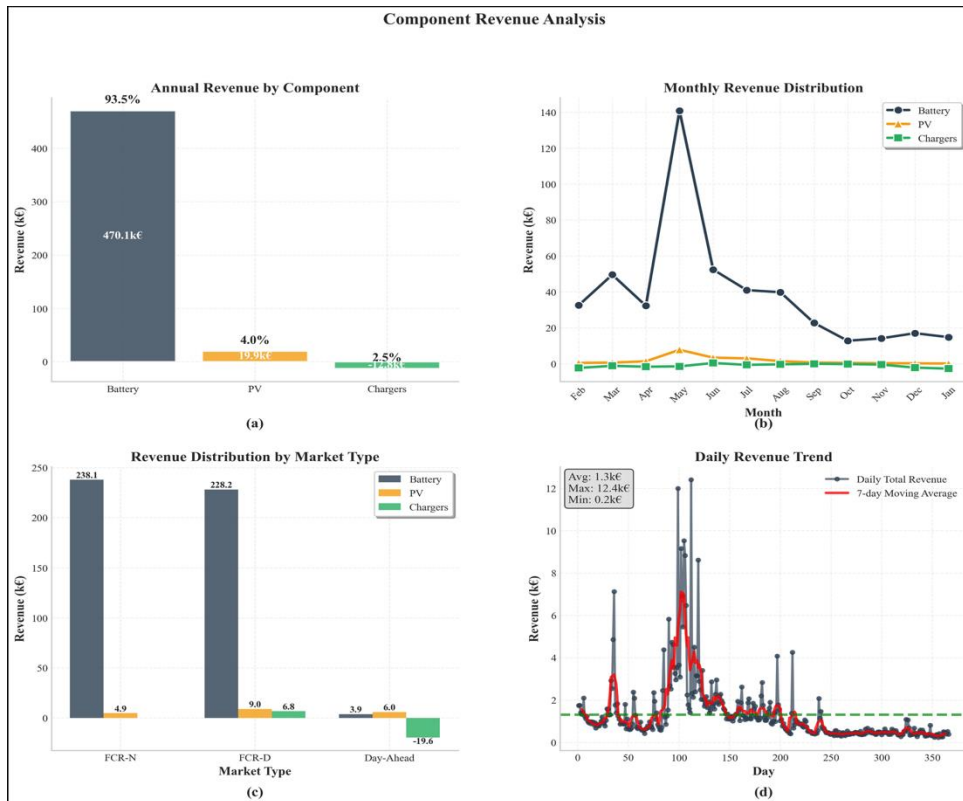 Component Revenue Analysis
Annual Revenue by Component
Revenue (k€)
400
300
200
100
0
93.5%
470.1k€
4.0%
19.9k€
2.5%
-12.8k€
Battery
PV
Chargers
(a)
Monthly Revenue Distribution
Revenue (k€)
140
120
100
80
60
40
20
0
Battery
PV
Chargers
Feb
Mar
Apr
May
Jun
Jul
Aug
Sep
Oct
Nov
Dec
Jan
Month
(b)
Revenue Distribution by Market Type
Revenue (k€)
250
200
150
100
50
0
238.1
4.9
228.2
9.0
6.8
3.9
6.0
-19.6
Battery
PV
Chargers
FCR-N
FCR-D
Day-Ahead
Market Type
(c)
Daily Revenue Trend
Revenue (k€)
12
10
8
6
4
2
0
Avg: 1.3k€
Max: 12.4k€
Min: 0.2k€
Daily Total Revenue
7-day Moving Average
0
50
100
150
200
250
300
350
Day
(d)